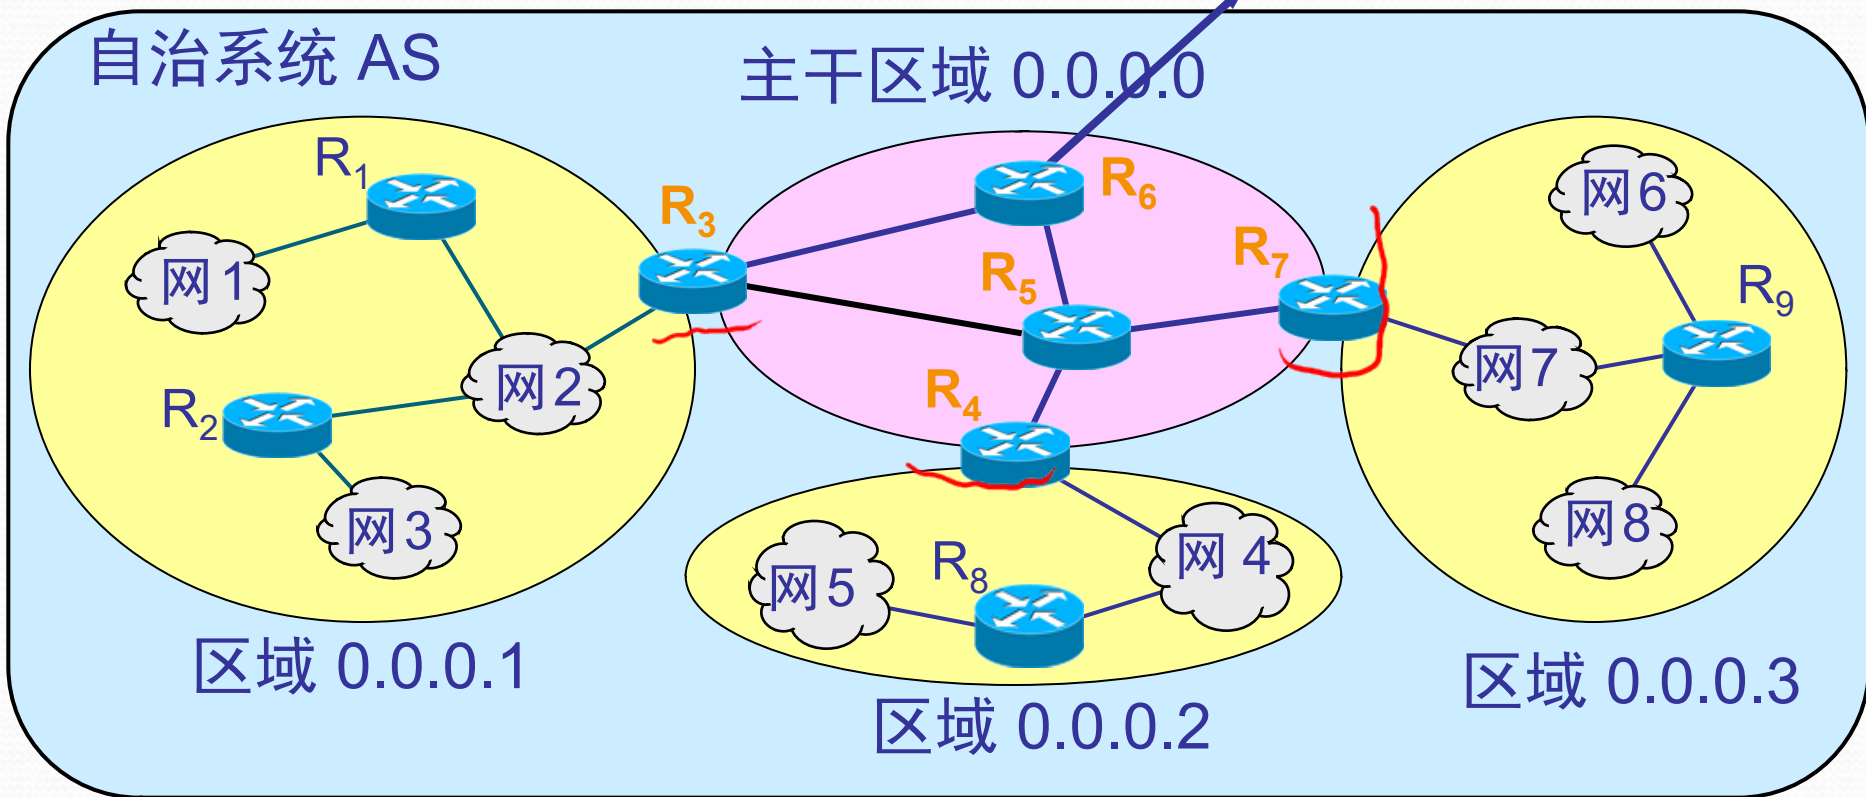 自治系统 AS
主干区域 0.0.0.0
R1
R3
R6
网6
网1
R5
R7
R9
网2
R2
R4
网7
网3
网5
R8
网 4
网8
区域 0.0.0.1
区域 0.0.0.2
区域 0.0.0.3